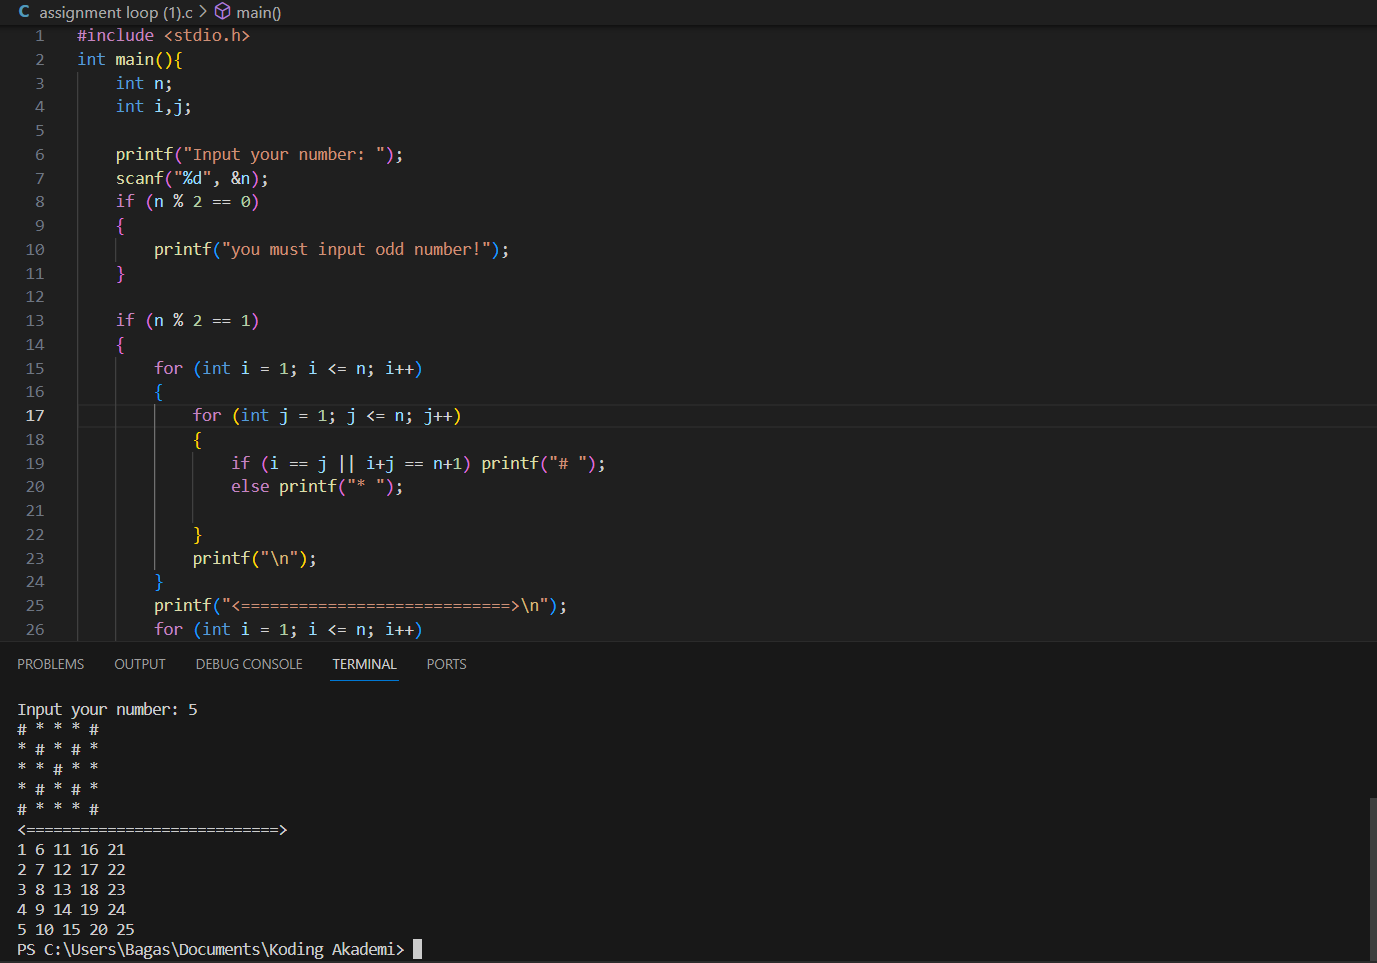 C assignment loop (1).c > main()
1 #include <stdio.h>
2 int main(){
3     int n;
4     int i,j;
5
6     printf("Input your number: ");
7     scanf("%d", &n);
8     if (n % 2 == 0)
9     {
10         printf("you must input odd number!");
11     }
12
13     if (n % 2 == 1)
14     {
15         for (int i = 1; i <= n; i++)
16         {
17             for (int j = 1; j <= n; j++)
18             {
19                 if (i == j || i+j == n+1) printf("# ");
20                 else printf("* ");
21
22             }
23             printf("\n");
24         }
25         printf("<============================>\n");
26         for (int i = 1; i <= n; i++)
PROBLEMS OUTPUT DEBUG CONSOLE TERMINAL PORTS
Input your number: 5
# * * * #
* # * # *
* * # * *
* # * # *
# * * * #
<============================>
1 6 11 16 21
2 7 12 17 22
3 8 13 18 23
4 9 14 19 24
5 10 15 20 25
PS C:\Users\Bagas\Documents\Koding Akademi>